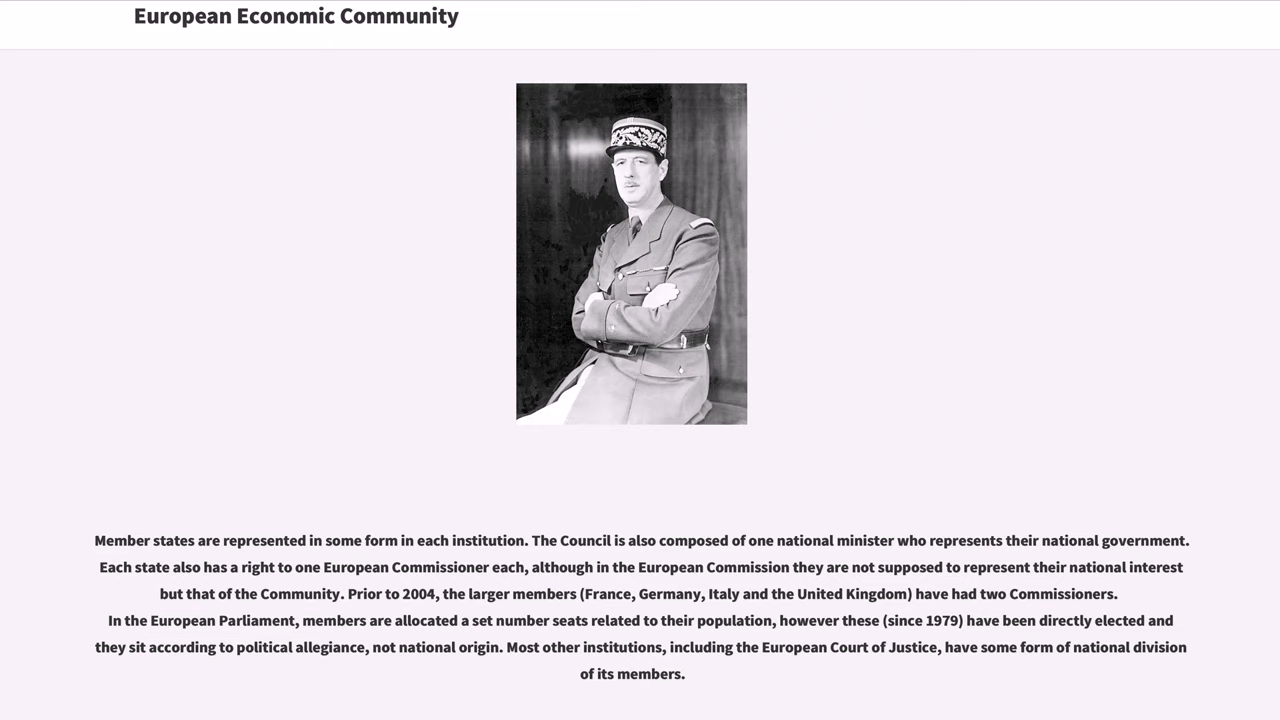 European Economic Community
Member states are represented in some form in each institution. The Council is also composed of one national minister who represents their national government.
Each state also has a right to one European Commissioner each, although in the European Commission they are not supposed to represent their national interest
but that of the Community. Prior to 2004, the larger members (France, Germany, Italy and the United Kingdom) have had two Commissioners.
In the European Parliament, members are allocated a set number seats related to their population, however these (since 1979) have been directly elected and
they sit according to political allegiance, not national origin. Most other institutions, including the European Court of Justice, have some form of national division
of its members.